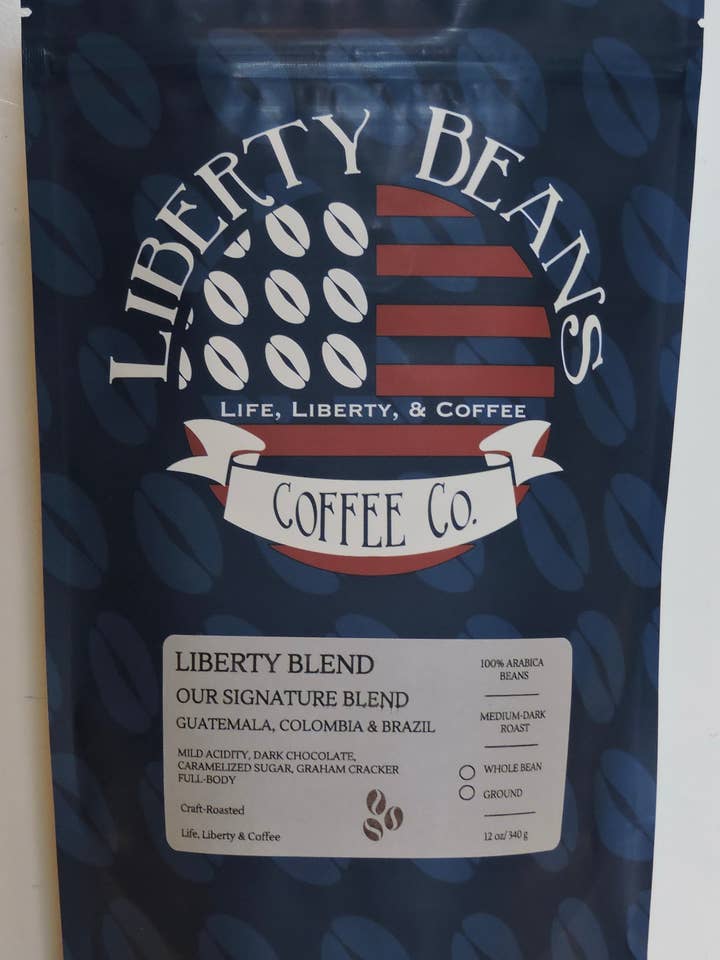 LIBERTY BEANS
LIFE, LIBERTY, & COFFEE
COFFEE CO.
LIBERTY BLEND
OUR SIGNATURE BLEND
GUATEMALA, COLOMBIA & BRAZIL
MILD ACIDITY, DARK CHOCOLATE,
CARAMELIZED SUGAR, GRAHAM CRACKER
FULL-BODY
Craft-Roasted
Life, Liberty & Coffee
100% ARABICA
BEANS
MEDIUM-DARK
ROAST
WHOLE BEAN
GROUND
12 oz/ 340 g